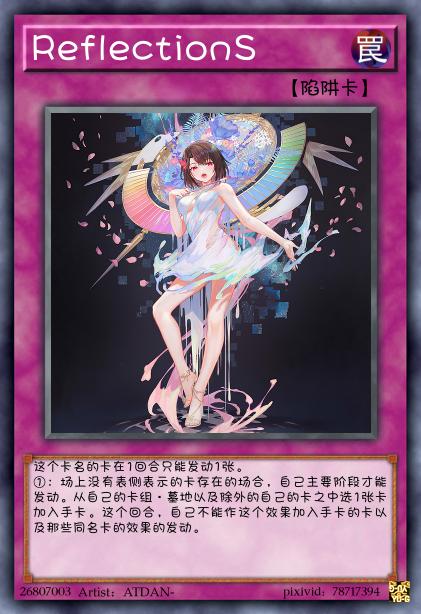 ReflectionS
罠
【陷阱卡】
这个卡名的卡在1回合只能发动1张。
①：场上没有表侧表示的卡存在的场合，自己主要阶段才能
发动。从自己的卡组·墓地以及除外的自己的卡之中选1张卡
加入手卡。这个回合，自己不能作这个效果加入手卡的卡以
及那些同名卡的效果的发动。
26807003 Artist：ATDAN- pixivid：78717394